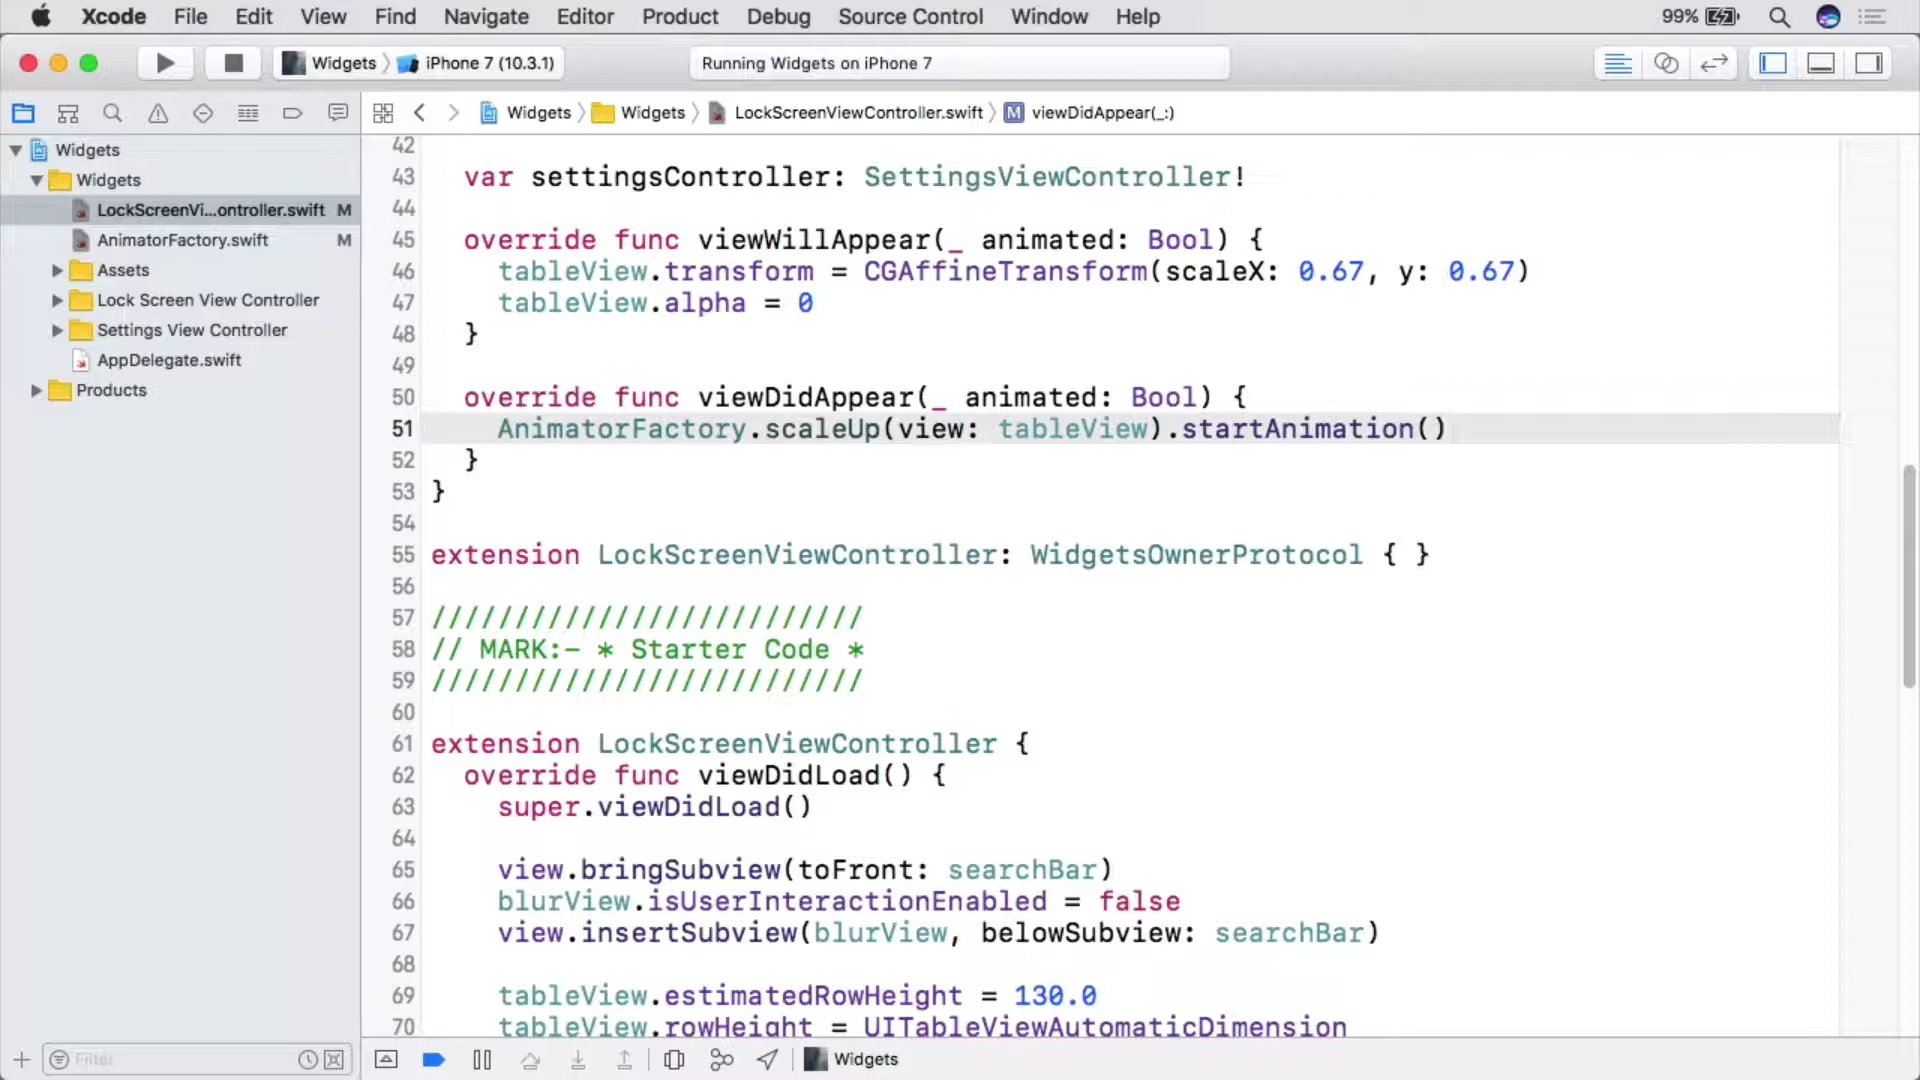 Xcode File Edit View Find Navigate Editor Product Debug Source Control Window Help 99%
Widgets iPhone 7 (10.3.1) Running Widgets on iPhone 7
Widgets Widgets LockScreenViewController.swift M viewDidAppear(_:)
Widgets
Widgets
LockScreenVi...ontroller.swift M
AnimatorFactory.swift M
Assets
Lock Screen View Controller
Settings View Controller
AppDelegate.swift
Products
42
43 var settingsController: SettingsViewController!
44
45 override func viewWillAppear(_ animated: Bool) {
46 tableView.transform = CGAffineTransform(scaleX: 0.67, y: 0.67)
47 tableView.alpha = 0
48 }
49
50 override func viewDidAppear(_ animated: Bool) {
51 AnimatorFactory.scaleUp(view: tableView).startAnimation()
52 }
53 }
54
55 extension LockScreenViewController: WidgetsOwnerProtocol { }
56
57 //////////////////////////
58 // MARK:- * Starter Code *
59 //////////////////////////
60
61 extension LockScreenViewController {
62 override func viewDidLoad() {
63 super.viewDidLoad()
64
65 view.bringSubview(toFront: searchBar)
66 blurView.isUserInteractionEnabled = false
67 view.insertSubview(blurView, belowSubview: searchBar)
68
69 tableView.estimatedRowHeight = 130.0
70 tableView.rowHeight = UITableViewAutomaticDimension
Filter Widgets